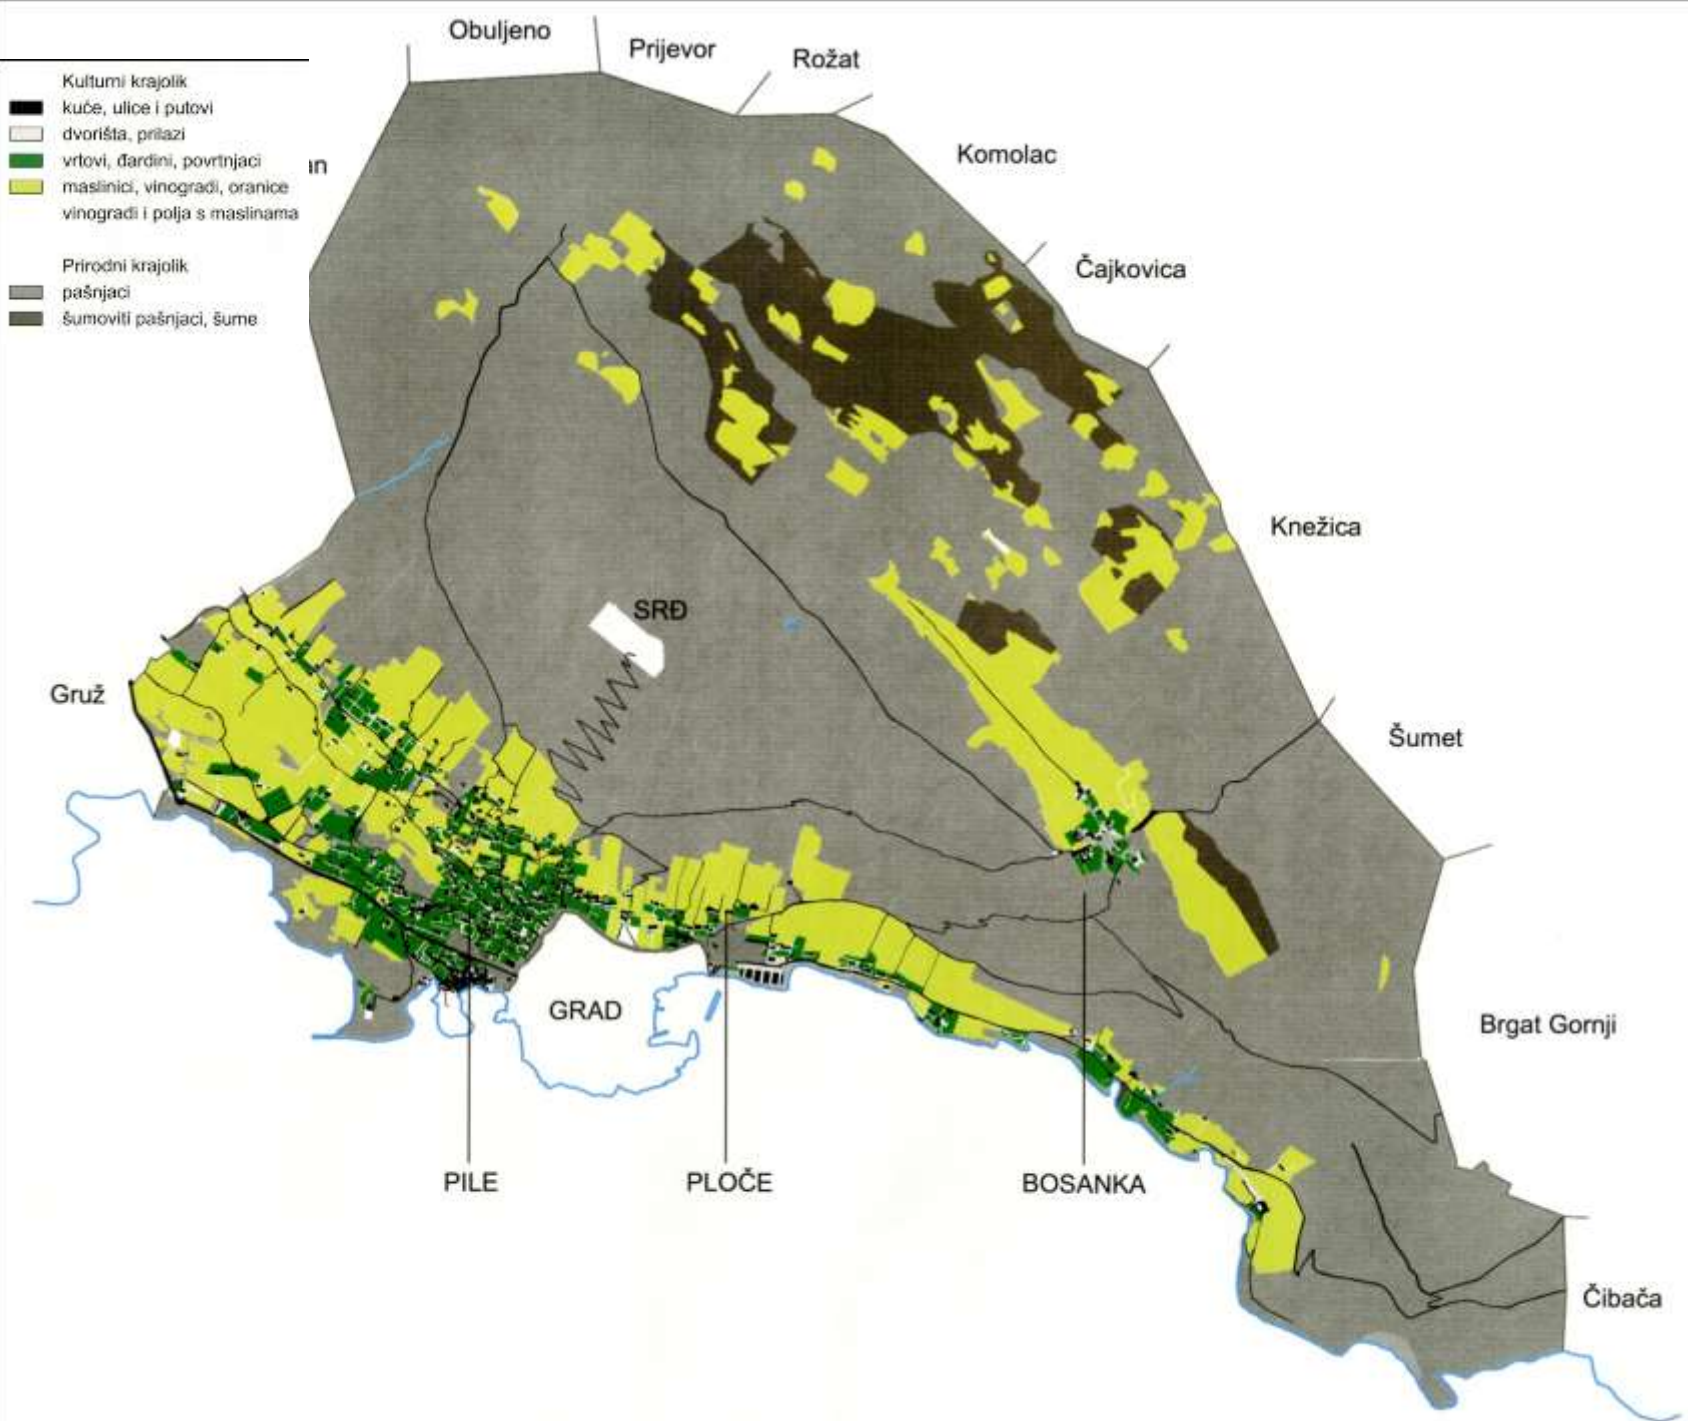 Obuljeno
Prijevor
Rožat
Kulturni krajolik
kuće, ulice i putovi
dvorišta, prilazi
vrtovi, đardini, povrtnjaci
maslinici, vinogradi, oranice
vinogradi i polja s maslinama
Prirodni krajolik
pašnjaci
šumoviti pašnjaci, šume
Komolac
Čajkovica
Knežica
SRĐ
Gruž
Šumet
GRAD
Brgat Gornji
PILE
PLOČE
BOSANKA
Čibača